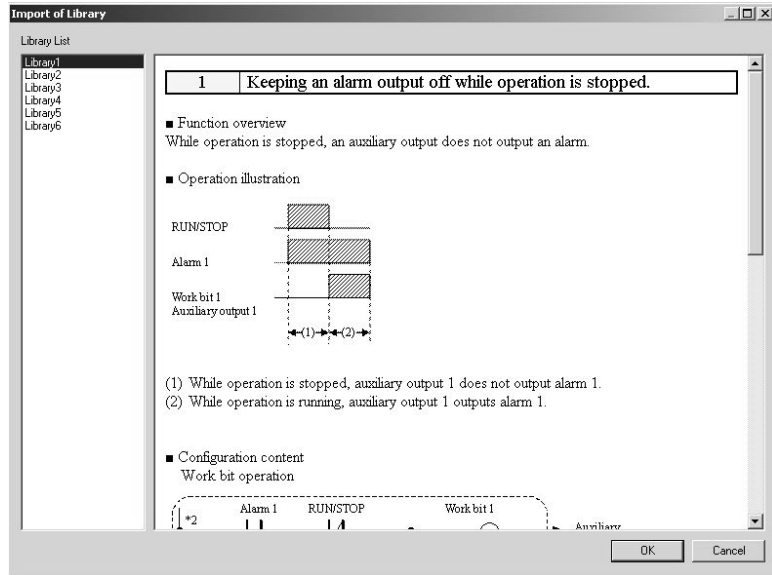 Import of Library
Library List
Library1
Library2
Library3
Library4
Library5
Library6
1 Keeping an alarm output off while operation is stopped.
■ Function overview
While operation is stopped, an auxiliary output does not output an alarm.
■ Operation illustration
RUN/STOP
Alarm 1
Work bit 1
Auxiliary output 1
(1) (2)
(1) While operation is stopped, auxiliary output 1 does not output alarm 1.
(2) While operation is running, auxiliary output 1 outputs alarm 1.
■ Configuration content
Work bit operation
Alarm 1 RUN/STOP Work bit 1
*2 Auxiliary
OK Cancel